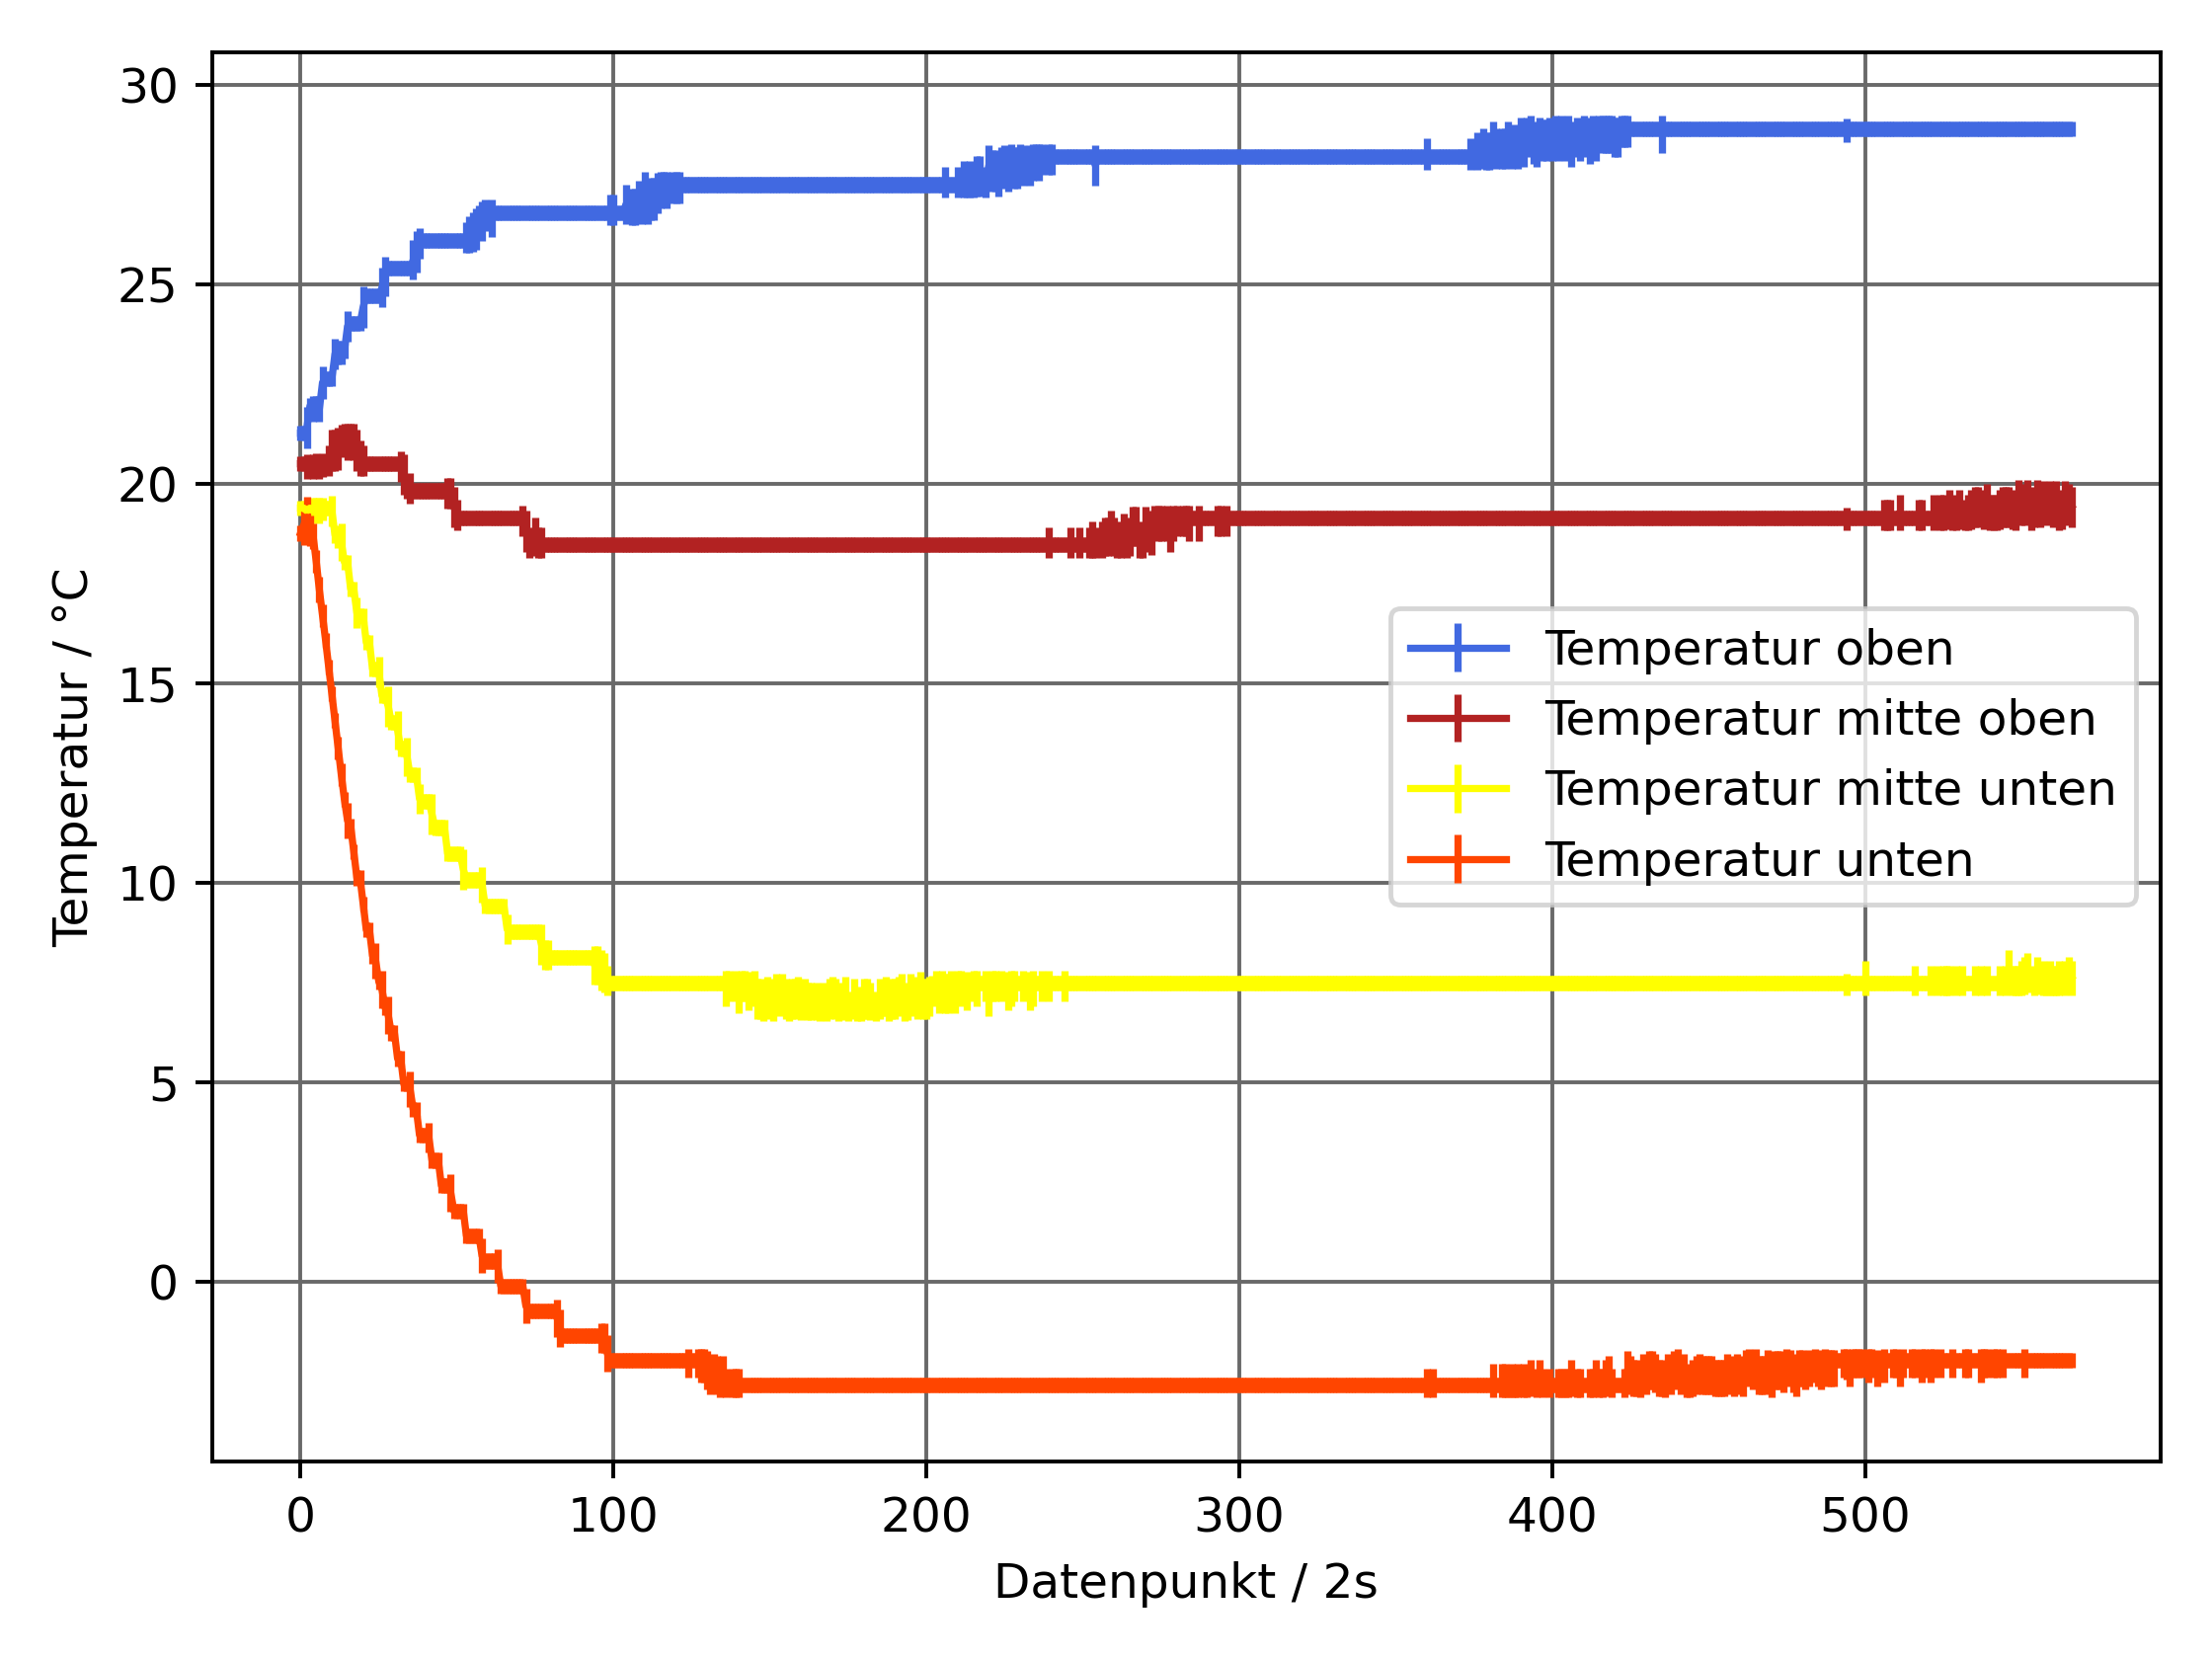 30
25
20
15
10
5
0
Temperatur / °C
Temperatur oben
Temperatur mitte oben
Temperatur mitte unten
Temperatur unten
0 100 200 300 400 500
Datenpunkt / 2s